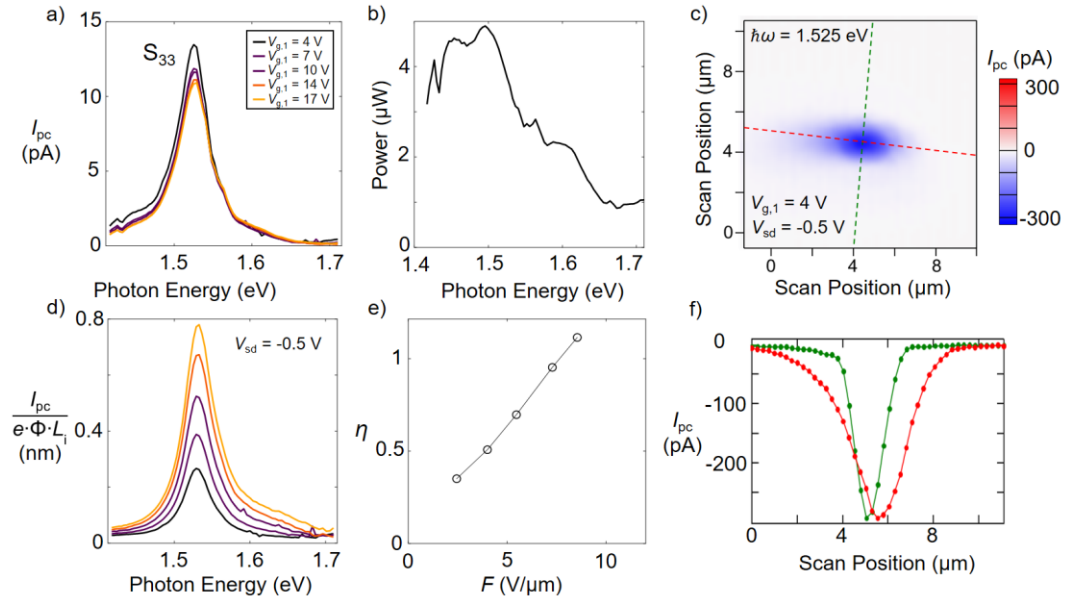 a)
S33
Vg,1 = 4 V
Vg,1 = 7 V
Vg,1 = 10 V
Vg,1 = 14 V
Vg,1 = 17 V
Ipc
(pA)
15
10
5
0
1.5
1.6
1.7
Photon Energy (eV)
b)
Power (μW)
4
2
0
1.4
1.5
1.6
1.7
Photon Energy (eV)
c)
ħω = 1.525 eV
Vg,1 = 4 V
Vsd = -0.5 V
Scan Position (μm)
8
4
0
0
4
8
Scan Position (μm)
Ipc (pA)
300
0
-300
d)
Vsd = -0.5 V
Ipc
e·Φ·Li
(nm)
0.8
0.4
0
1.5
1.6
1.7
Photon Energy (eV)
e)
η
1
0.5
0
0
5
10
F (V/μm)
f)
Ipc
(pA)
0
-100
-200
0
4
8
Scan Position (μm)